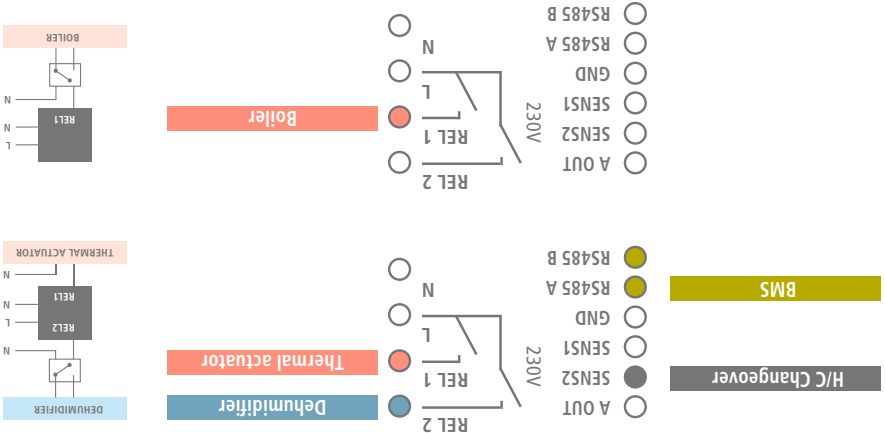 H/C Changeover
BMS
A OUT
SENS2
SENS1
GND
RS485 A
RS485 B
230V
REL 2
REL 1
L
N
Dehumidifier
Thermal actuator
DEHUMIDIFIER
N
REL2
L
N
REL1
N
THERMAL ACTUATOR
A OUT
SENS2
SENS1
GND
RS485 A
RS485 B
230V
REL 2
REL 1
L
N
Boiler
L
N
REL1
N
BOILER